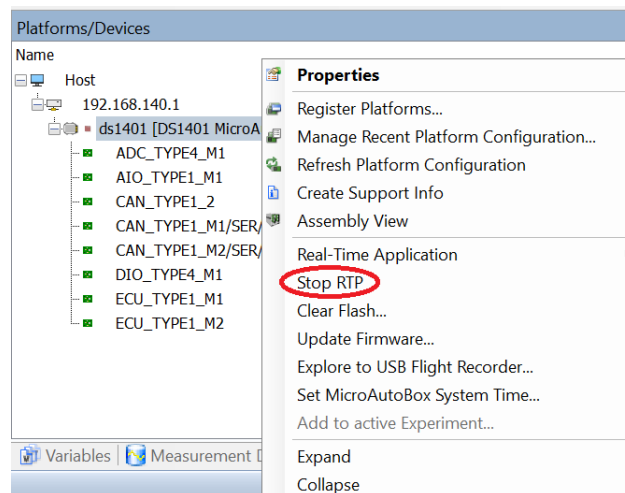 Platforms/Devices
Name
Host
192.168.140.1
ds1401 [DS1401 MicroA
ADC_TYPE4_M1
AIO_TYPE1_M1
CAN_TYPE1_2
CAN_TYPE1_M1/SER/
CAN_TYPE1_M2/SER/
DIO_TYPE4_M1
ECU_TYPE1_M1
ECU_TYPE1_M2
Variables
Measurement D
Properties
Register Platforms...
Manage Recent Platform Configuration...
Refresh Platform Configuration
Create Support Info
Assembly View
Real-Time Application
Stop RTP
Clear Flash...
Update Firmware...
Explore to USB Flight Recorder...
Set MicroAutoBox System Time...
Add to active Experiment...
Expand
Collapse